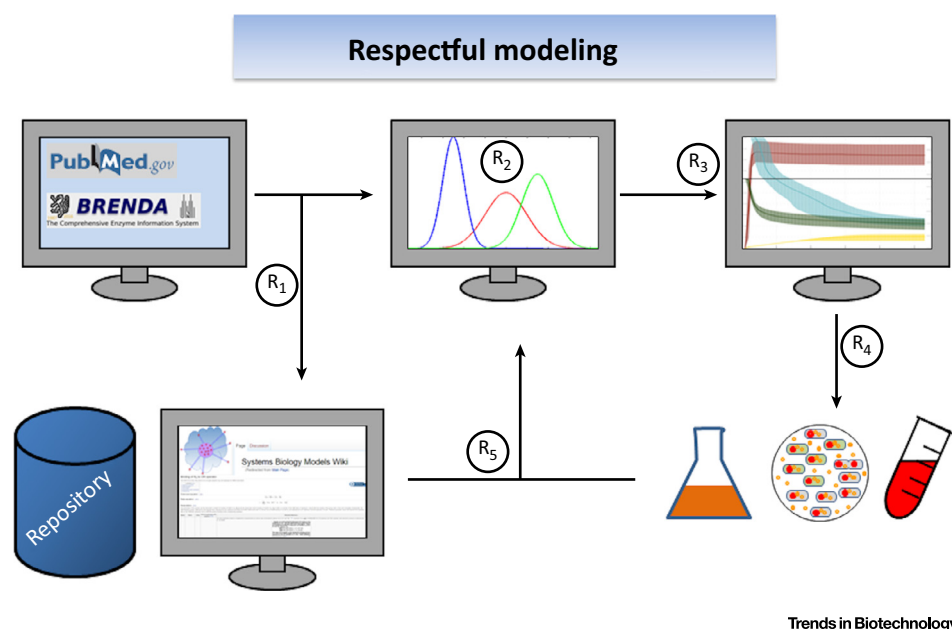 Respectful modeling
PubMed.gov
BRENDA
The Comprehensive Enzyme Information System
R2
R3
R1
R4
Page Discussion
Systems Biology Models Wiki
R5
Repository
Trends in Biotechnology